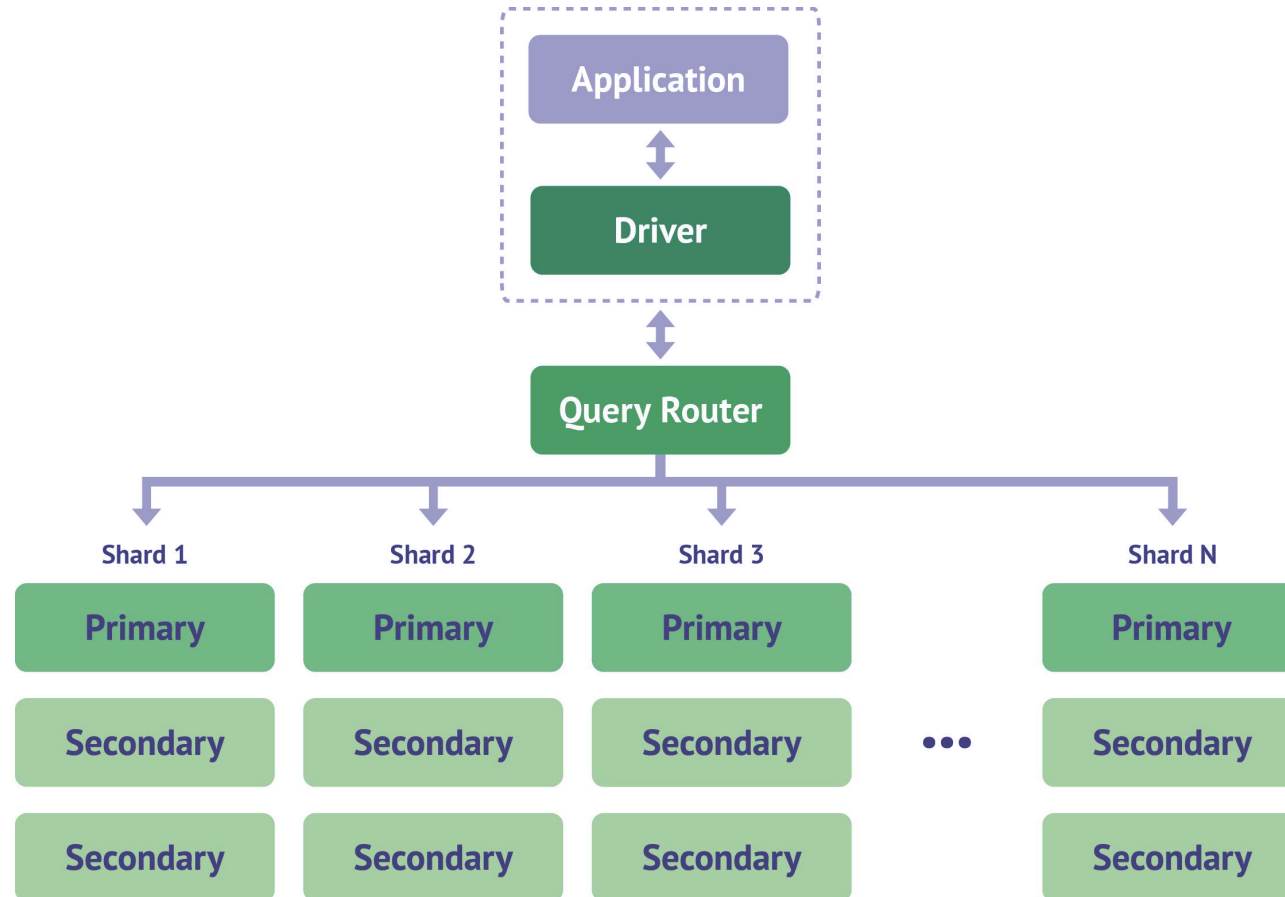 Application
Driver
Query Router
Shard 1 Shard 2 Shard 3 Shard N
Primary Primary Primary Primary
Secondary Secondary Secondary ... Secondary
Secondary Secondary Secondary Secondary